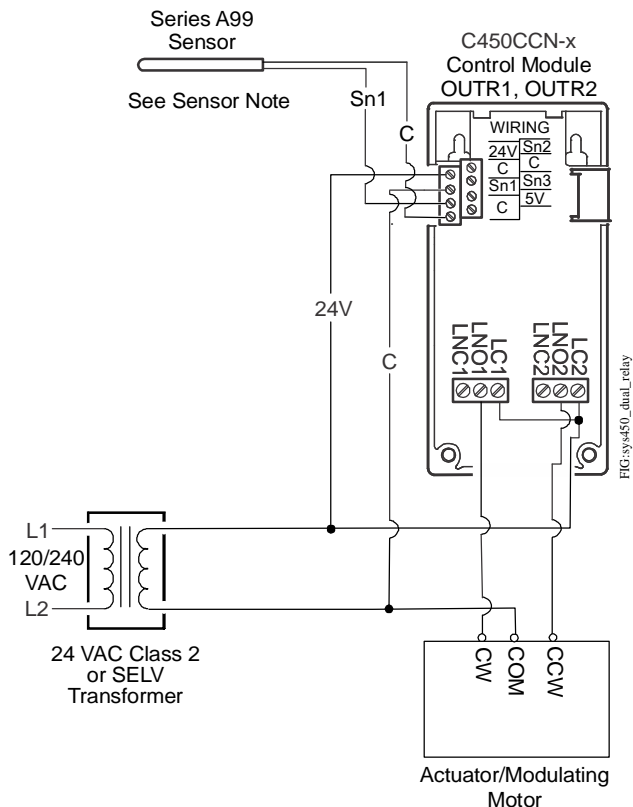 Series A99
Sensor
See Sensor Note
Sn1
C
C450CCN-x
Control Module
OUTR1, OUTR2
WIRING
24V
Sn2
C
C
Sn1
Sn3
C
5V
24V
C
LNC1
LNO1
LC1
LNC2
LNO2
LC2
FIG:sys450_dual_relay
L1
120/240
VAC
L2
24 VAC Class 2
or SELV
Transformer
CW
COM
CCW
Actuator/Modulating
Motor